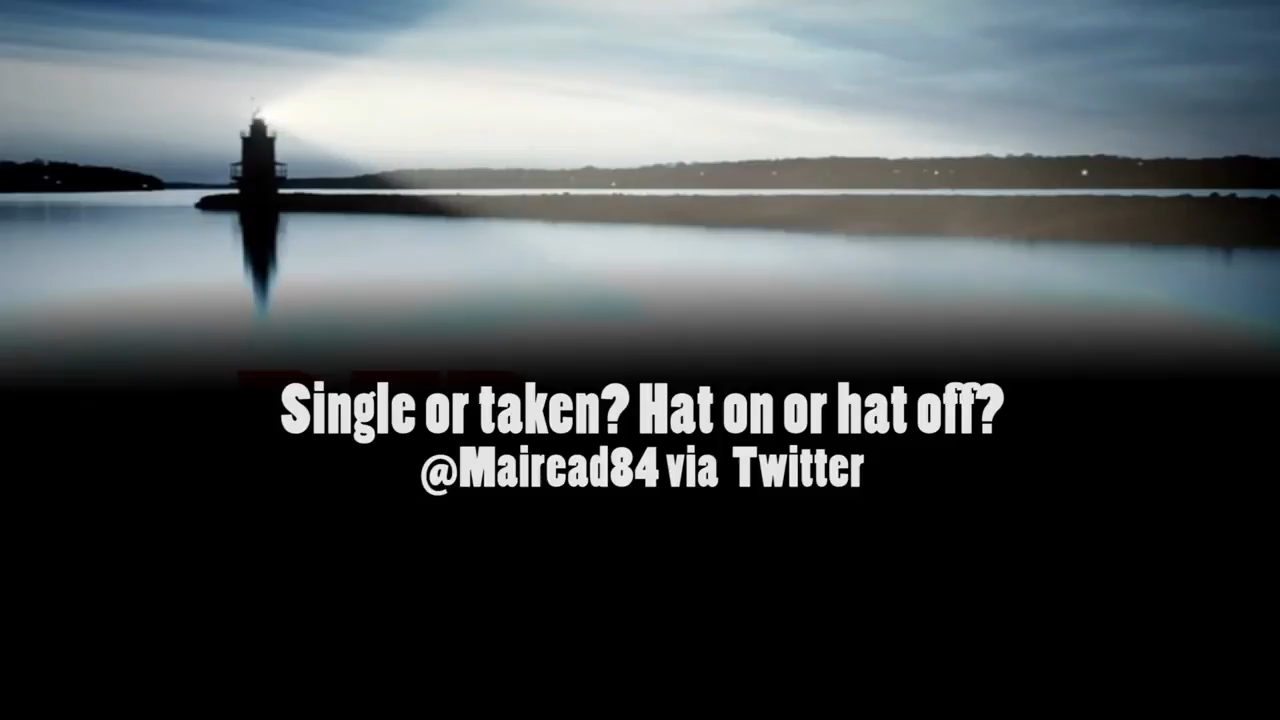 Single or taken? Hat on or hat off?
@Mairead84 via Twitter